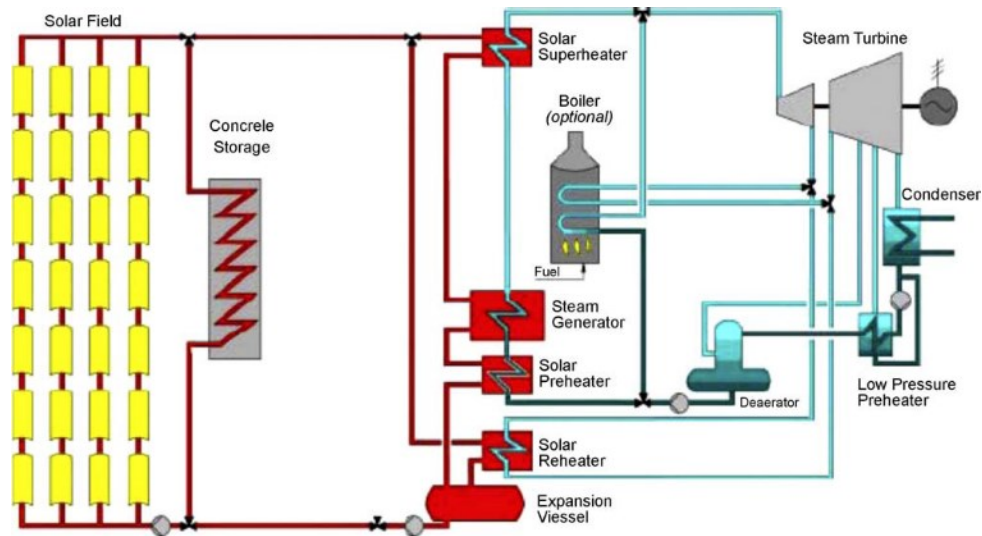 Solar Field
Solar
Superheater
Steam Turbine
Boiler
(optional)
Concrele
Storage
Condenser
Fuel
Steam
Generator
Solar
Preheater
Deaerator
Low Pressure
Preheater
Solar
Reheater
Expansion
Viessel